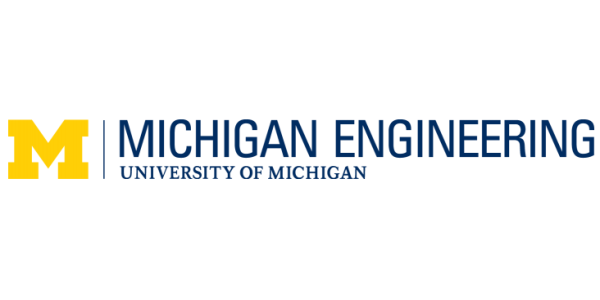 M
MICHIGAN ENGINEERING
UNIVERSITY OF MICHIGAN